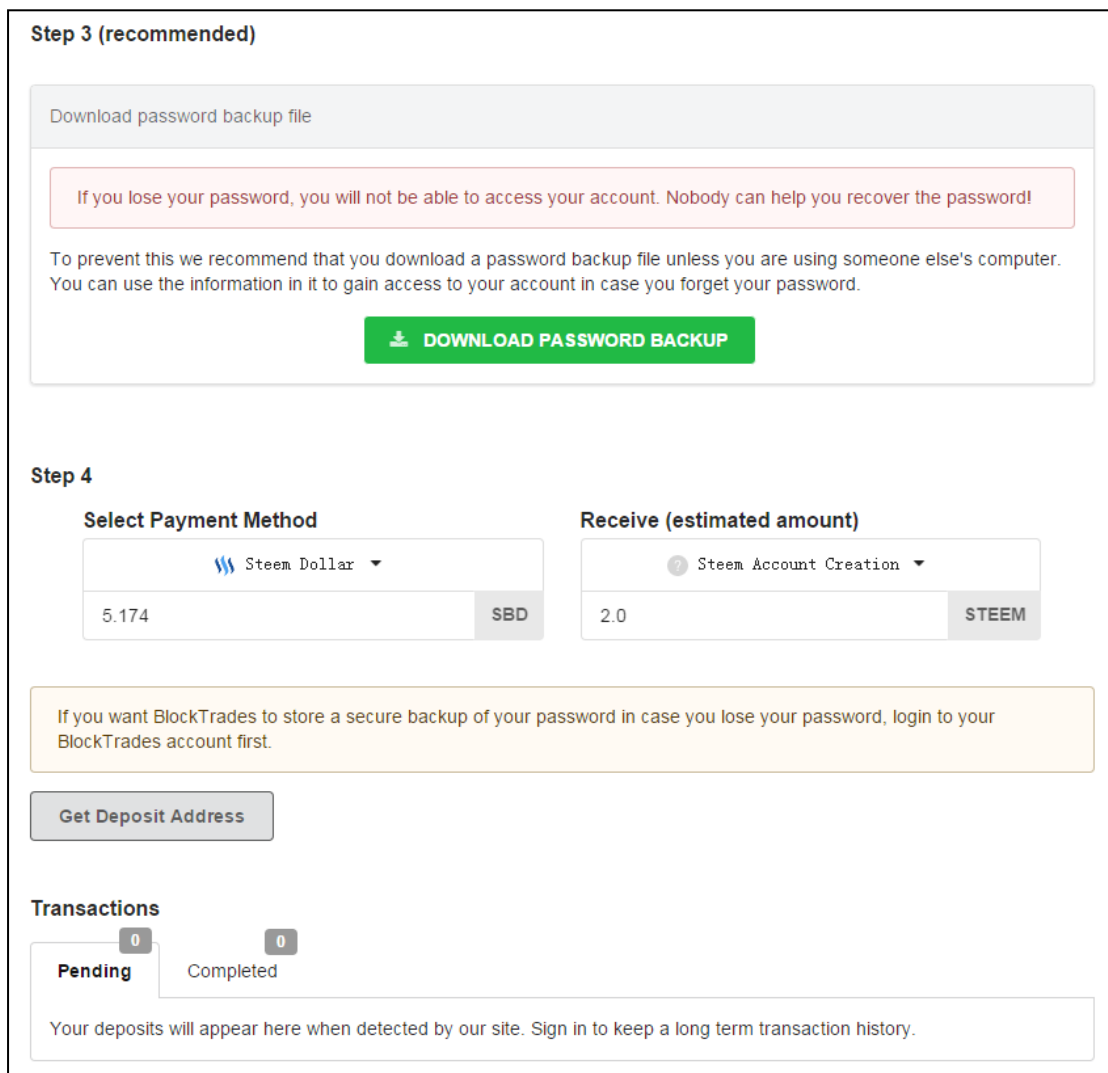 Step 3 (recommended)
Download password backup file
If you lose your password, you will not be able to access your account. Nobody can help you recover the password!
To prevent this we recommend that you download a password backup file unless you are using someone else's computer.
You can use the information in it to gain access to your account in case you forget your password.
DOWNLOAD PASSWORD BACKUP
Step 4
Select Payment Method
Steem Dollar
5.174 SBD
Receive (estimated amount)
? Steem Account Creation
2.0 STEEM
If you want BlockTrades to store a secure backup of your password in case you lose your password, login to your
BlockTrades account first.
Get Deposit Address
Transactions
0
Pending
0
Completed
Your deposits will appear here when detected by our site. Sign in to keep a long term transaction history.